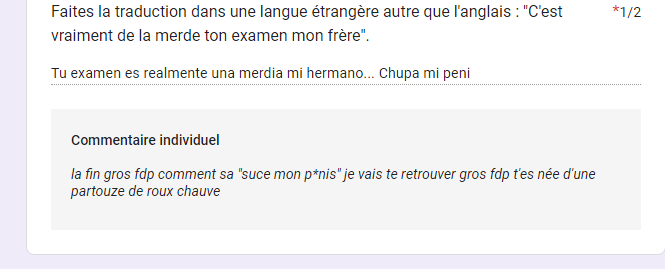 Faites la traduction dans une langue étrangère autre que l'anglais : "C'est *1/2
vraiment de la merde ton examen mon frère".
Tu examen es realmente una merdia mi hermano... Chupa mi peni
Commentaire individuel
la fin gros fdp comment sa "suce mon p*nis" je vais te retrouver gros fdp t'es née d'une
partouze de roux chauve